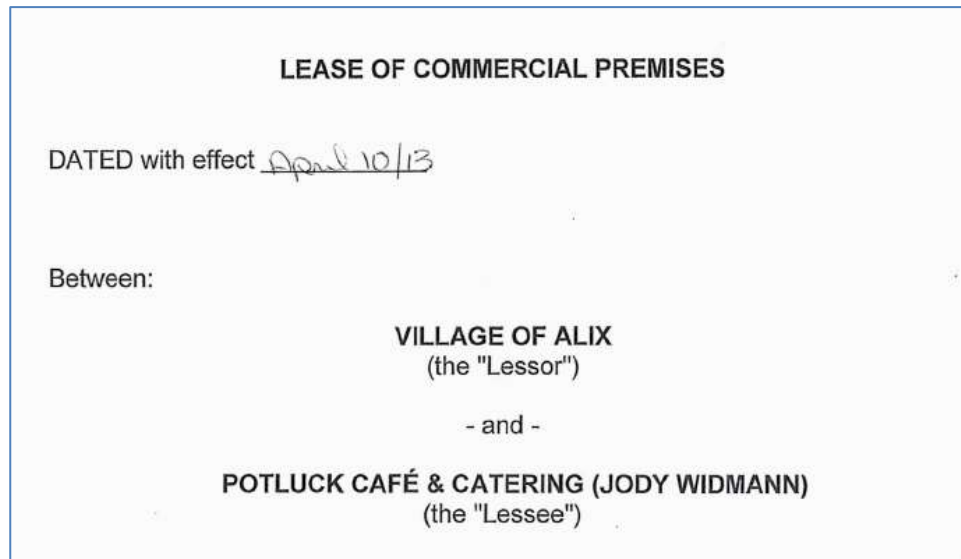 LEASE OF COMMERCIAL PREMISES
DATED with effect April 10/13
Between:
VILLAGE OF ALIX
(the "Lessor")
- and -
POTLUCK CAFÉ & CATERING (JODY WIDMANN)
(the "Lessee")